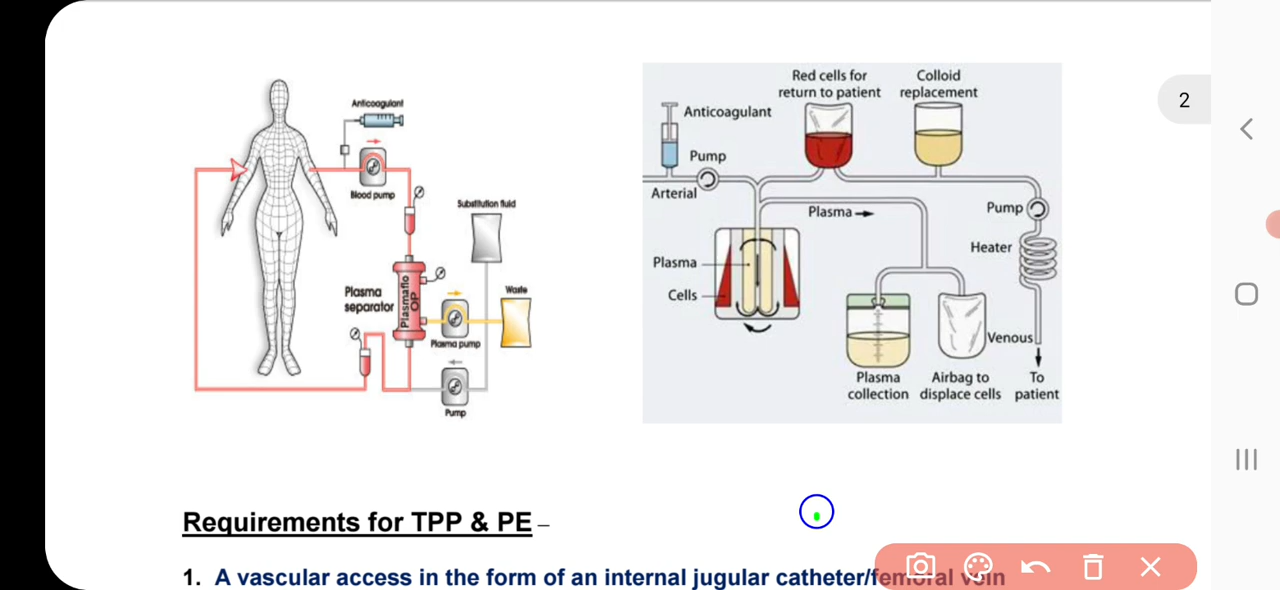 Anticoagulant
Blood pump
Substitution fluid
Plasma
separator
Plasmaflo
OP
Waste
Plasma pump
Pump
Red cells for
return to patient
Colloid
replacement
Anticoagulant
Pump
Arterial
Plasma
Pump
Heater
Plasma
Cells
Venous
Plasma
collection
Airbag to
displace cells
To
patient
2
Requirements for TPP & PE –
1. A vascular access in the form of an internal jugular catheter/femoral vein